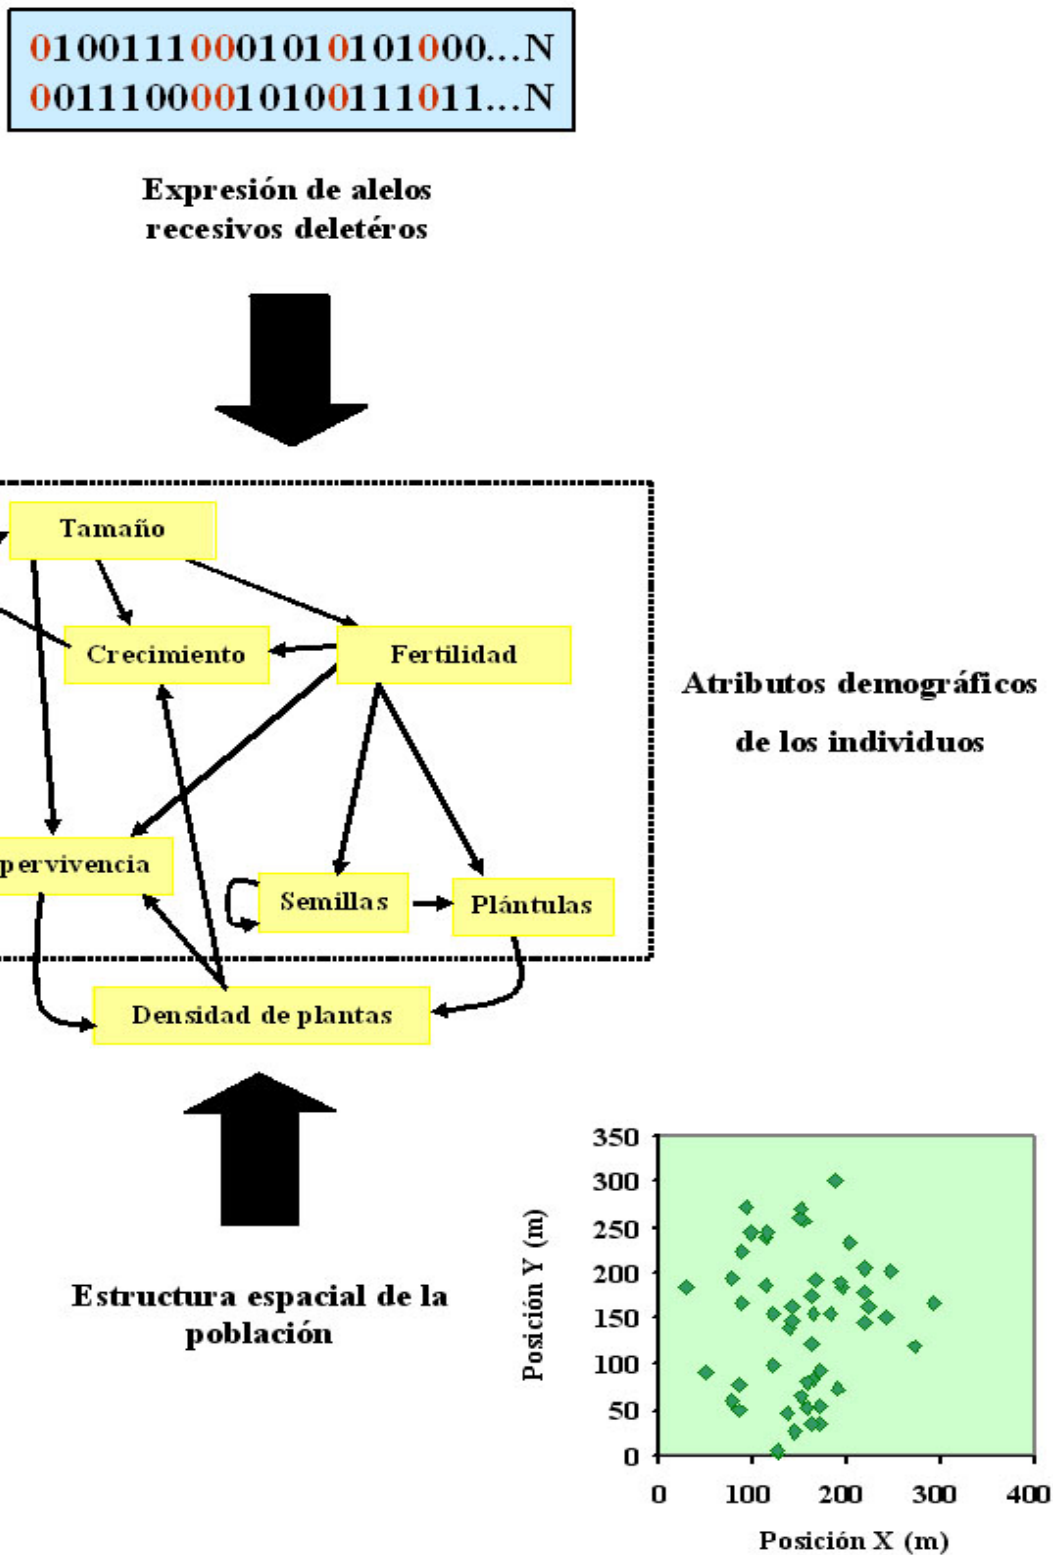 01001110001010101000...N
00111000010100111011...N
Expresión de alelos
recesivos deletéros
Tamaño
Crecimiento
Fertilidad
Atributos demográficos
de los individuos
pervivencia
Semillas
Plántulas
Densidad de plantas
Estructura espacial de la
población
350
300
250
200
150
100
50
0
Posición Y (m)
0 100 200 300 400
Posición X (m)